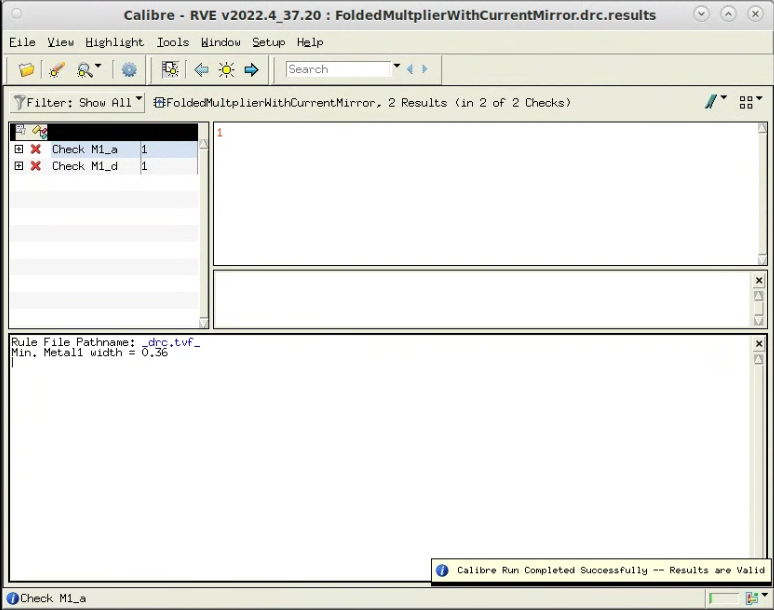 Calibre - RVE v2022.4_37.20 : FoldedMultplierWithCurrentMirror.drc.results
File View Highlight Tools Window Setup Help
Search
Filter: Show All FoldedMultplierWithCurrentMirror, 2 Results (in 2 of 2 Checks)
Check M1_a 1
Check M1_d 1
1
Rule File Pathname: _drc.tvf_
Min. Metal1 width = 0.36
Calibre Run Completed Successfully -- Results are Valid
Check M1_a